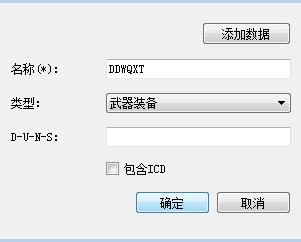 添加数据
名称(*): DDWQXT
类型: 武器装备
D-U-N-S:
包含ICD
确定 取消